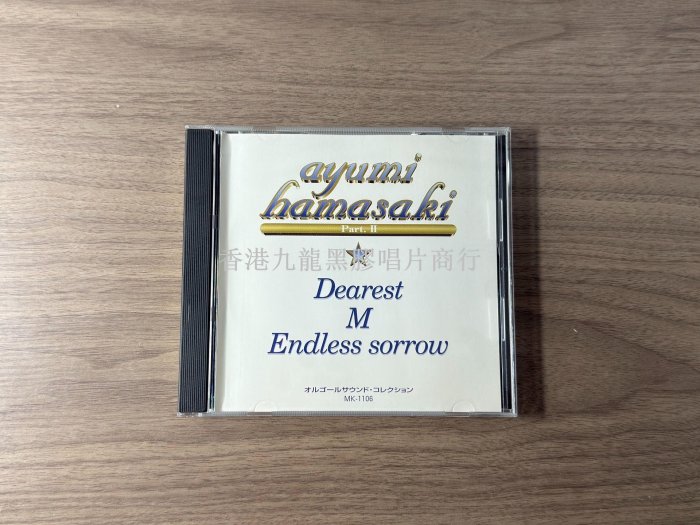 ayumi
hamasaki
Part. II
香港九龍黑膠唱片商行
Dearest
M
Endless sorrow
オルゴールサウンド・コレクション
MK-1106